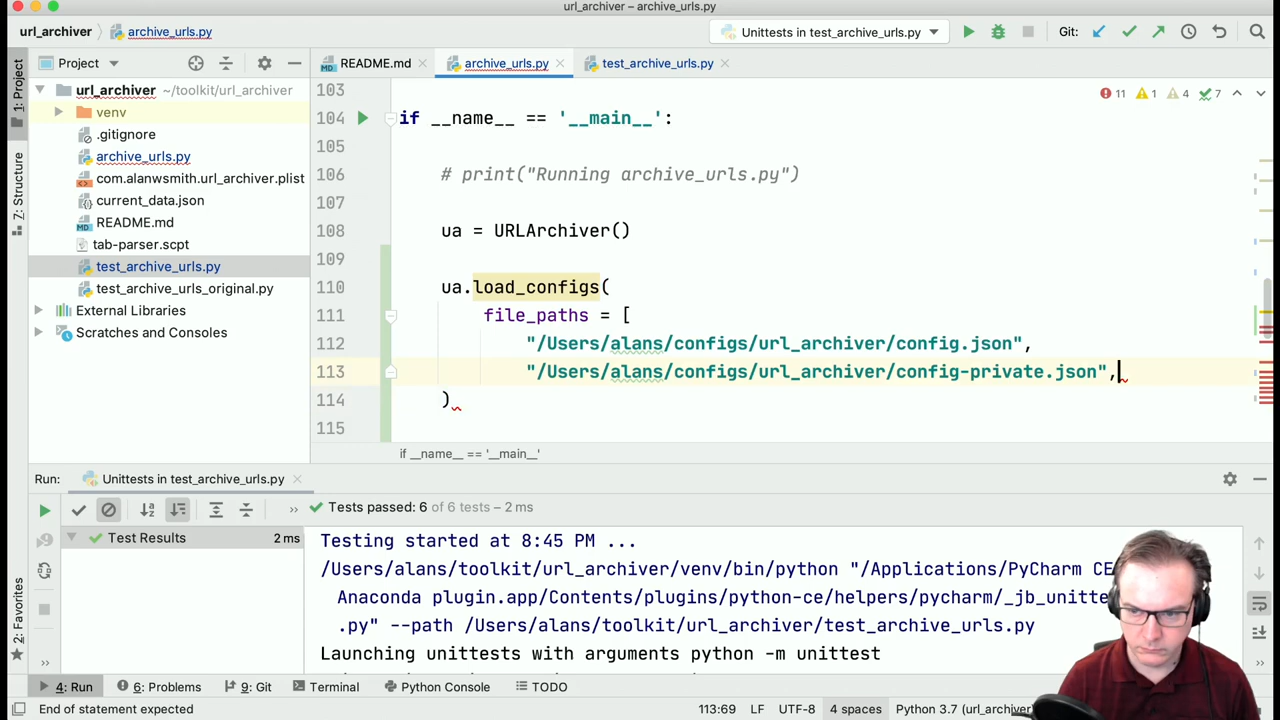 url_archiver – archive_urls.py
url_archiver
archive_urls.py
Unittests in test_archive_urls.py
Git:
Project
README.md
archive_urls.py
test_archive_urls.py
1: Project
7: Structure
2: Favorites
url_archiver ~/toolkit/url_archiver
venv
.gitignore
archive_urls.py
com.alanwsmith.url_archiver.plist
current_data.json
README.md
tab-parser.scpt
test_archive_urls.py
test_archive_urls_original.py
External Libraries
Scratches and Consoles
11 1 4 7
103
104 if __name__ == '__main__':
105
106 # print("Running archive_urls.py")
107
108 ua = URLArchiver()
109
110 ua.load_configs(
111 file_paths = [
112 "/Users/alans/configs/url_archiver/config.json",
113 "/Users/alans/configs/url_archiver/config-private.json",
114 )
115
if __name__ == '__main__'
Run: Unittests in test_archive_urls.py
Tests passed: 6 of 6 tests – 2 ms
Test Results 2 ms
Testing started at 8:45 PM ...
/Users/alans/toolkit/url_archiver/venv/bin/python "/Applications/PyCharm CE
Anaconda plugin.app/Contents/plugins/python-ce/helpers/pycharm/_jb_unitte
.py" --path /Users/alans/toolkit/url_archiver/test_archive_urls.py
Launching unittests with arguments python -m unittest
4: Run
6: Problems
9: Git
Terminal
Python Console
TODO
End of statement expected
113:69 LF UTF-8 4 spaces Python 3.7 (url_archiver)